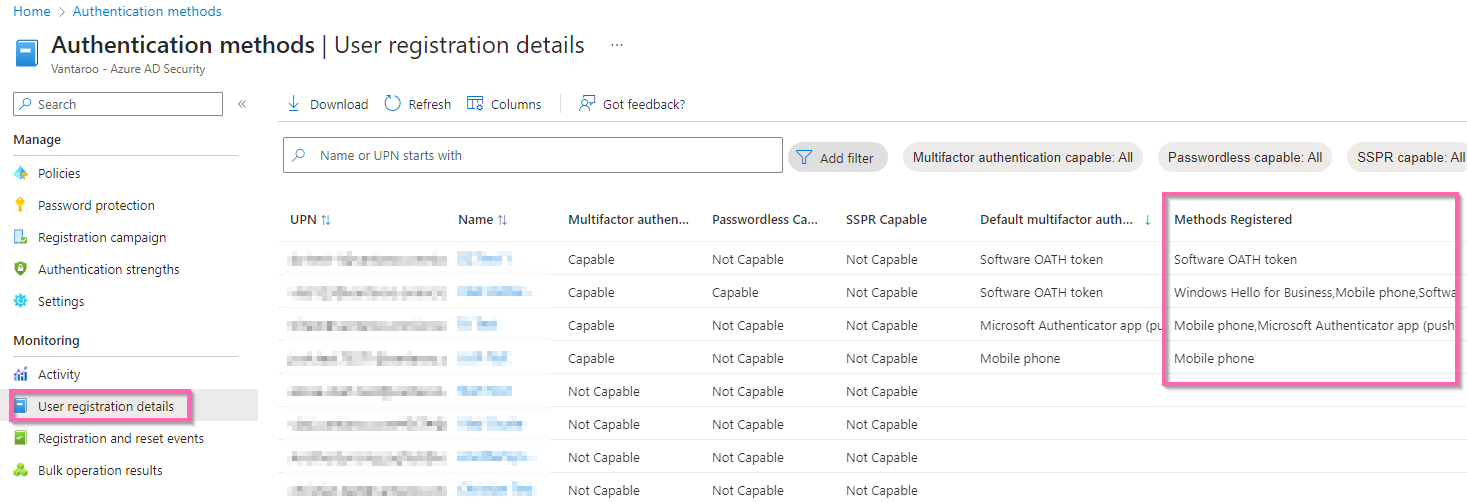 Home > Authentication methods
Authentication methods | User registration details ...
Vantaroo - Azure AD Security
Search «
Download Refresh Columns Got feedback?
Manage
Policies
Password protection
Registration campaign
Authentication strengths
Settings
Monitoring
Activity
User registration details
Registration and reset events
Bulk operation results
Name or UPN starts with Add filter Multifactor authentication capable: All Passwordless capable: All SSPR capable: All
UPN Name Multifactor authen... Passwordless Ca... SSPR Capable Default multifactor auth... ↓ Methods Registered
Capable Not Capable Not Capable Software OATH token Software OATH token
Capable Capable Not Capable Software OATH token Windows Hello for Business,Mobile phone,Softwa
Capable Not Capable Not Capable Microsoft Authenticator app (pu Mobile phone,Microsoft Authenticator app (push
Capable Not Capable Not Capable Mobile phone Mobile phone
Not Capable Not Capable Not Capable
Not Capable Not Capable Not Capable
Not Capable Not Capable Not Capable
Not Capable Not Capable Not Capable